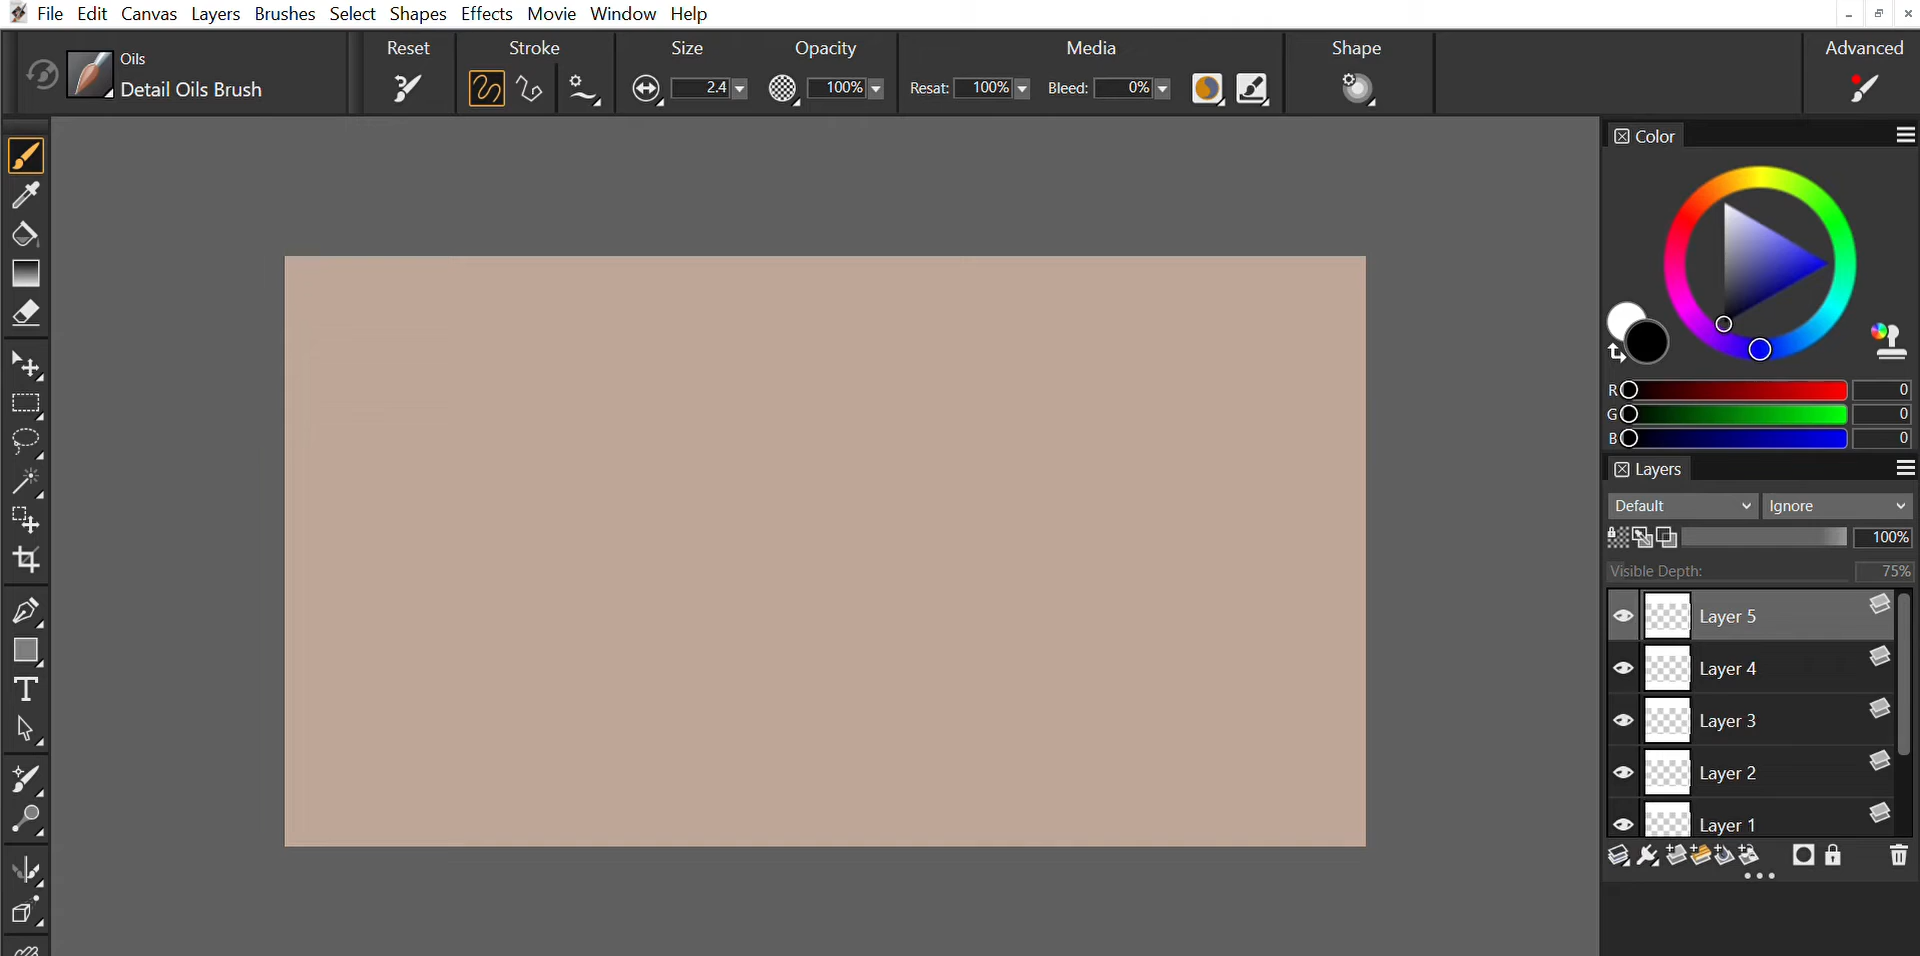 File Edit Canvas Layers Brushes Select Shapes Effects Movie Window Help
Oils
Detail Oils Brush
Reset
Stroke
Size
2.4
Opacity
100%
Media
Resat: 100% Bleed: 0%
Shape
Advanced
Color
R 0
G 0
B 0
Layers
Default Ignore
100%
Visible Depth: 75%
Layer 5
Layer 4
Layer 3
Layer 2
Layer 1